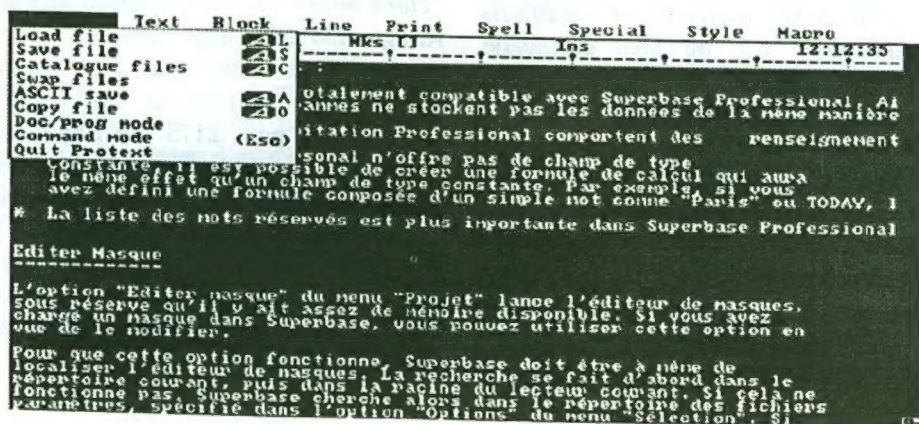 Text Block Line Print Spell Special Style Macro
Mks [] Ins 12:12:35
Load file L
Save file S
Catalogue files C
Swap files
ASCII save A
Copy file O
Doc/prog mode
Command mode (Esc)
Quit Protext
otalement compatible avec Superbase Professional. Ai
ammes ne stockent pas les données de la même manière
itation Professional comportent des renseignement
sonal n'offre pas de champ de type
Constante. Il est possible de créer une formule de calcul qui aura
le même effet qu'un champ de type constante. Par exemple, si vous
avez défini une formule composée d'un simple mot comme "Paris" ou TODAY, l
* La liste des mots réservés est plus importante dans Superbase Professional
Editer Masque
-------------
L'option "Editer masque" du menu "Projet" lance l'éditeur de masques,
sous réserve qu'il y ait assez de mémoire disponible. Si vous avez
chargé un masque dans Superbase, vous pouvez utiliser cette option en
vue de le modifier.
Pour que cette option fonctionne, Superbase doit être à même de
localiser l'éditeur de masques. La recherche se fait d'abord dans le
répertoire courant, puis dans la racine du lecteur courant. Si cela ne
fonctionne pas, Superbase cherche alors dans le répertoire des fichiers
paramètres, spécifié dans l'option "Options" du menu "Sélection". Si